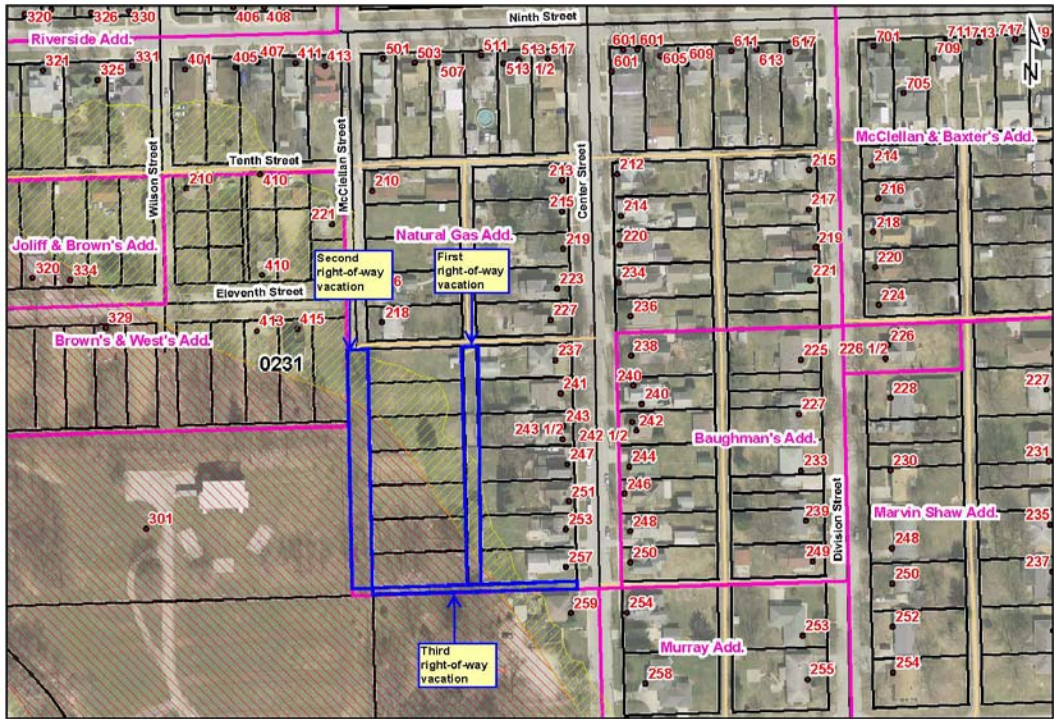 320 326 330 406 408 Ninth Street
Riverside Add.
321 325 331 401 405 407 411 413 501 503 507 511 513 513 1/2 517 601 601 601 605 609 611 613 617 701 705 709 711 713 717
McClellan & Baxter's Add.
Tenth Street
Wilson Street
McClellan Street
Center Street
Division Street
210 410 221 210 213 212 215 214
215 214 217 216
Joliff & Brown's Add.
Natural Gas Add.
219 220 219 218
320 334 410
Second
right-of-way
vacation
First
right-of-way
vacation
223 234 221 220
Eleventh Street
218 227 236 224
329 413 415
Brown's & West's Add.
0231
237 238 225 226 1/2 226
241 240 240 228 227
243 242 227
243 1/2 242 1/2
Baughman's Add.
247 244 233 230 231
251 246
Marvin Shaw Add.
301 253 248 239 235
257 250 249 248 237
250
259 254 253 252
Third
right-of-way
vacation
Murray Add.
258 255 254
N